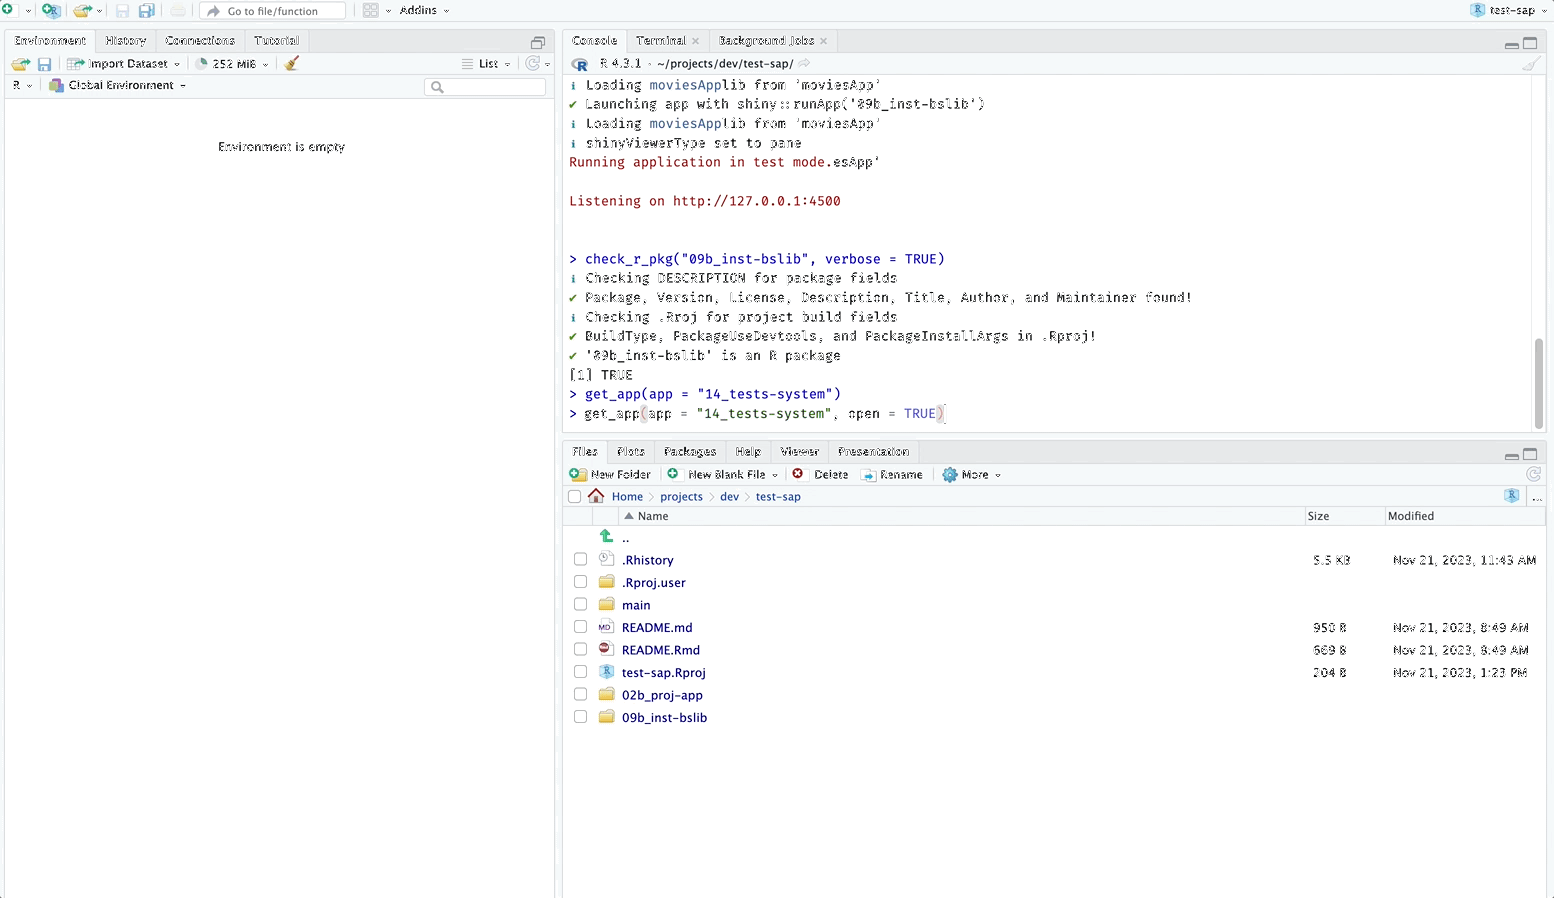 Go to file/function
Addins
test-sap
Environment History Connections Tutorial
Import Dataset 252 MiB List
R Global Environment
Environment is empty
Console Terminal Background Jobs
R 4.3.1 · ~/projects/dev/test-sap/
i Loading moviesApplib from 'moviesApp'
✔ Launching app with shiny::runApp('09b_inst-bslib')
i Loading moviesApplib from 'moviesApp'
i shinyViewerType set to pane
Running application in test mode.esApp'
Listening on http://127.0.0.1:4500
> check_r_pkg("09b_inst-bslib", verbose = TRUE)
i Checking DESCRIPTION for package fields
✔ Package, Version, License, Description, Title, Author, and Maintainer found!
i Checking .Rroj for project build fields
✔ BuildType, PackageUseDevtools, and PackageInstallArgs in .Rproj!
✔ '09b_inst-bslib' is an R package
[1] TRUE
> get_app(app = "14_tests-system")
> get_app(app = "14_tests-system", open = TRUE)
Files Plots Packages Help Viewer Presentation
New Folder New Blank File Delete Rename More
Home projects dev test-sap R ...
Name Size Modified
..
.Rhistory 5.5 KB Nov 21, 2023, 11:43 AM
.Rproj.user
main
README.md 950 B Nov 21, 2023, 8:49 AM
README.Rmd 669 B Nov 21, 2023, 8:49 AM
test-sap.Rproj 204 B Nov 21, 2023, 1:23 PM
02b_proj-app
09b_inst-bslib